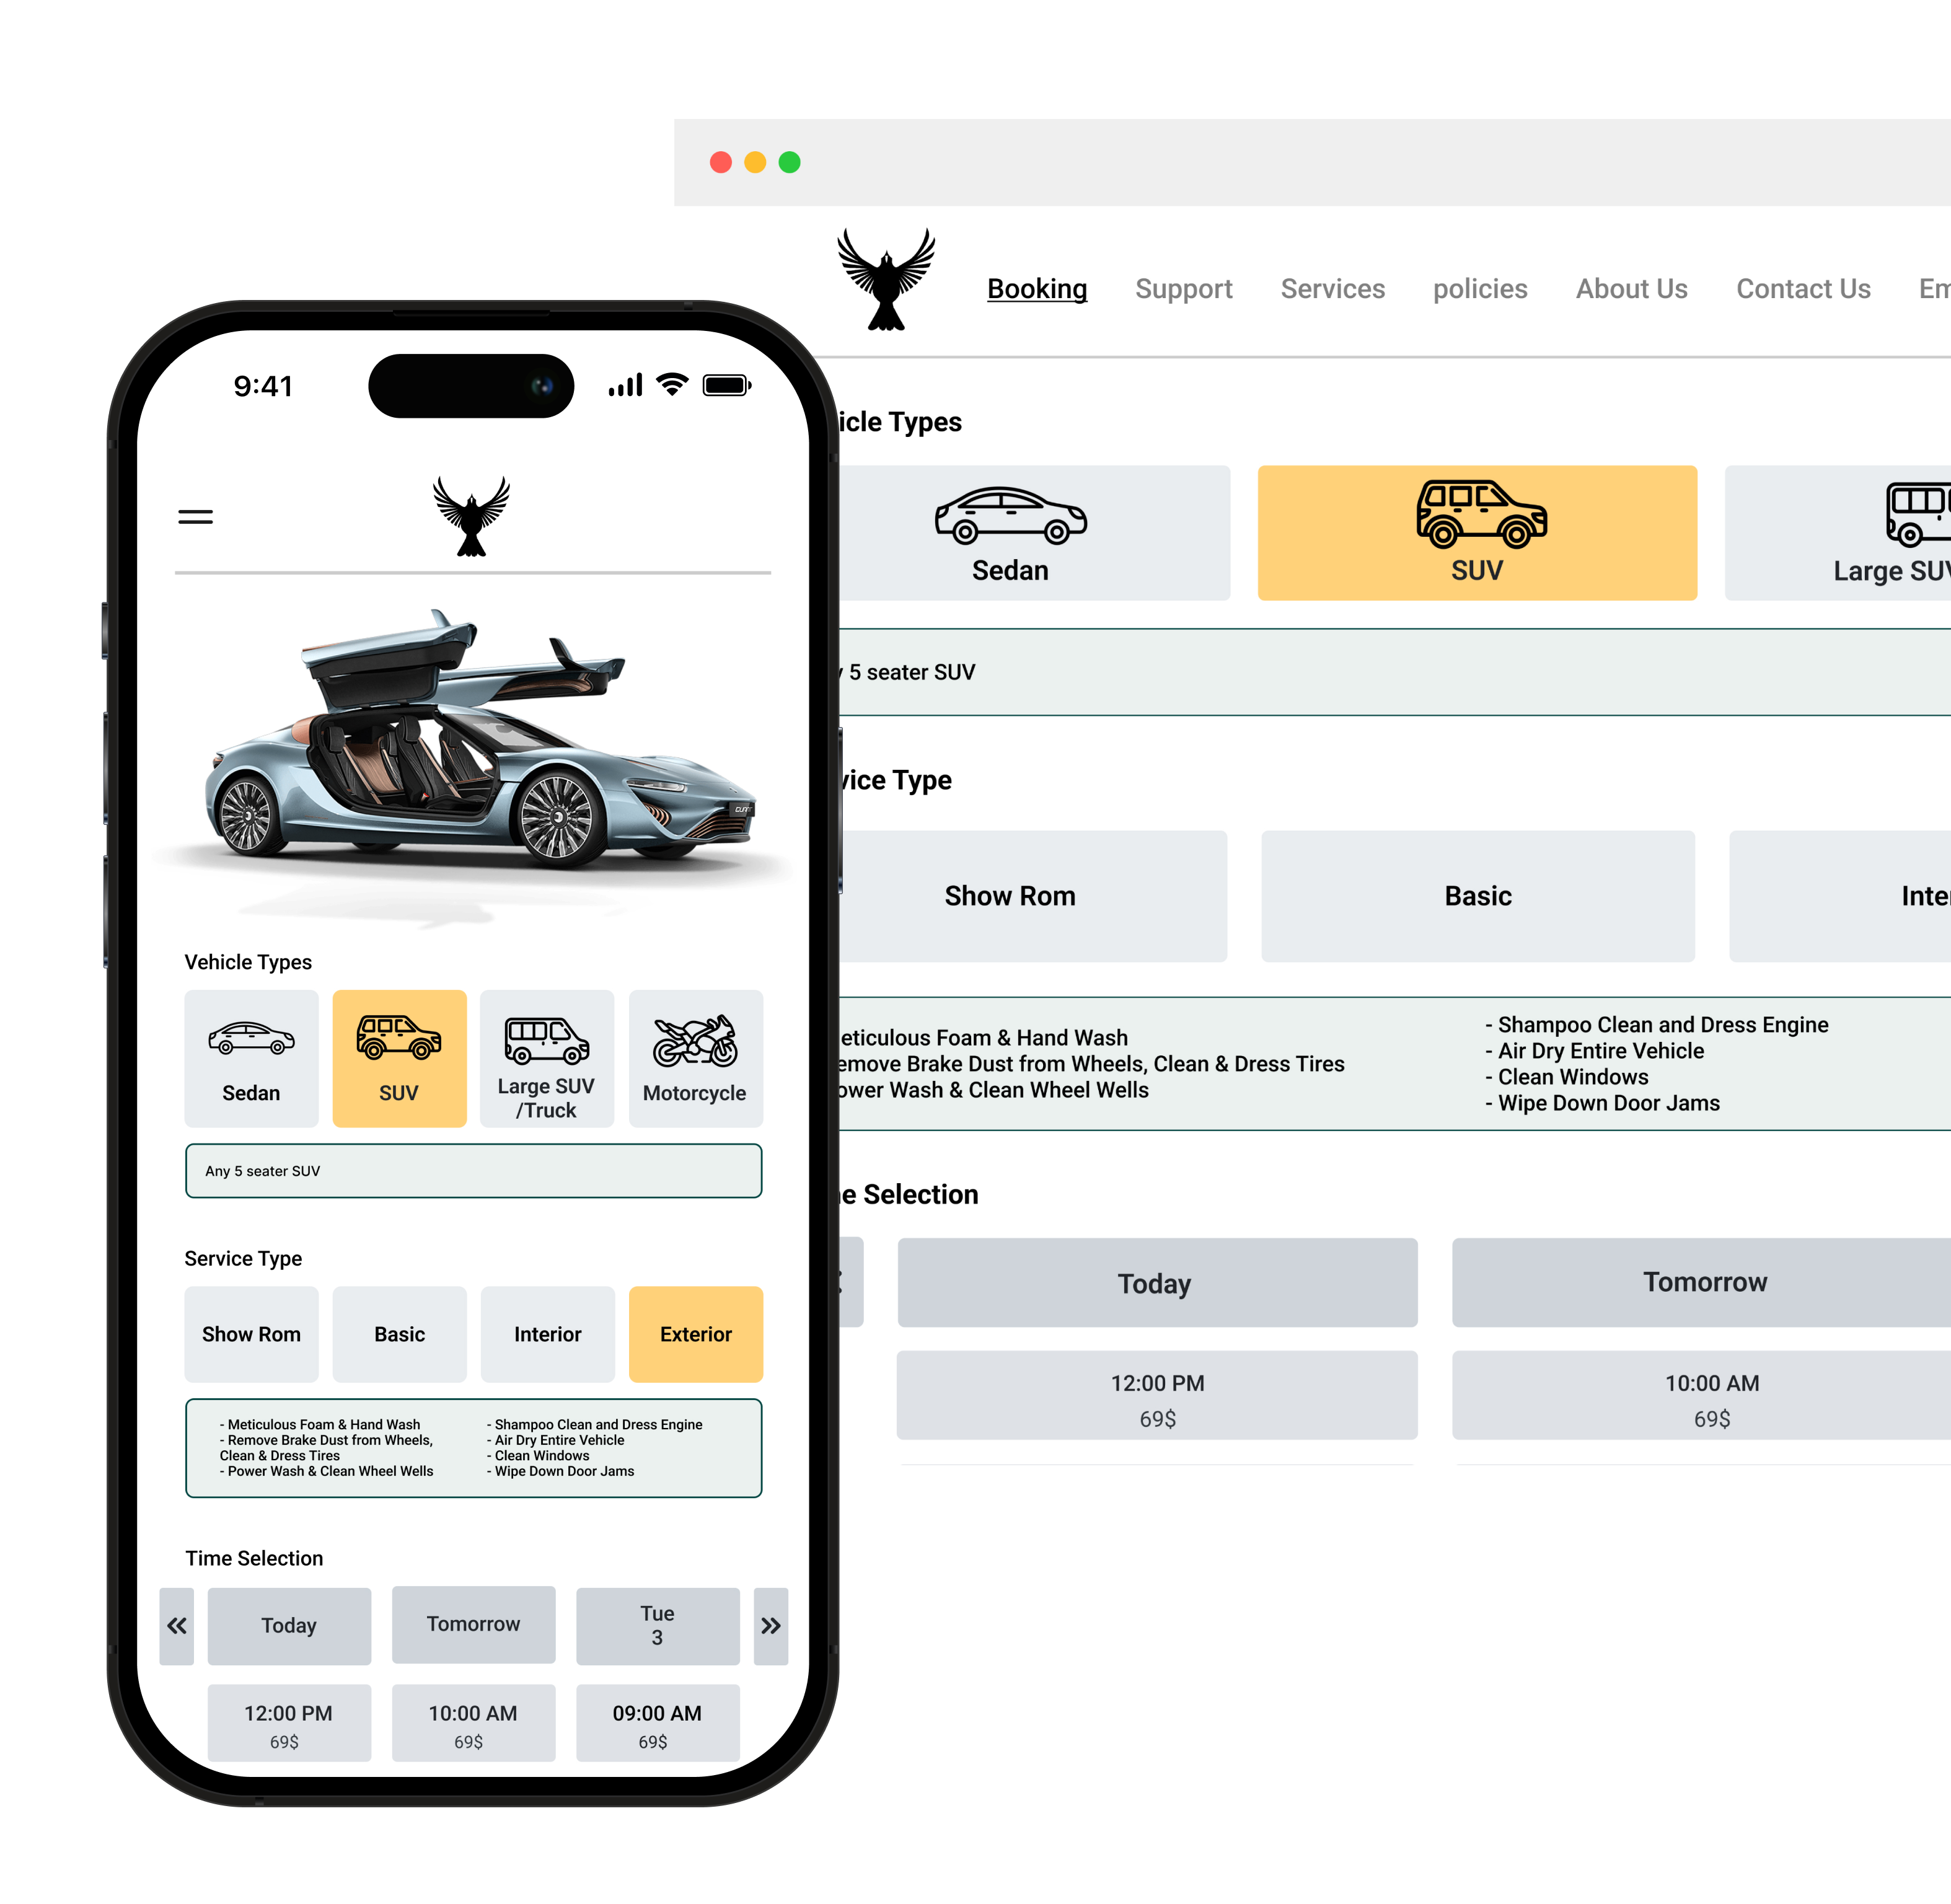 9:41
Vehicle Types
Sedan
SUV
Large SUV
/Truck
Motorcycle
Any 5 seater SUV
Service Type
Show Rom
Basic
Interior
Exterior
- Meticulous Foam & Hand Wash
- Remove Brake Dust from Wheels,
Clean & Dress Tires
- Power Wash & Clean Wheel Wells
- Shampoo Clean and Dress Engine
- Air Dry Entire Vehicle
- Clean Windows
- Wipe Down Door Jams
Time Selection
Today
Tomorrow
Tue
3
12:00 PM
69$
10:00 AM
69$
09:00 AM
69$
Booking Support Services policies About Us Contact Us Em
icle Types
Sedan
SUV
Large SUV
5 seater SUV
vice Type
Show Rom
Basic
Inte
eticulous Foam & Hand Wash
emove Brake Dust from Wheels, Clean & Dress Tires
ower Wash & Clean Wheel Wells
- Shampoo Clean and Dress Engine
- Air Dry Entire Vehicle
- Clean Windows
- Wipe Down Door Jams
e Selection
Today
Tomorrow
12:00 PM
69$
10:00 AM
69$